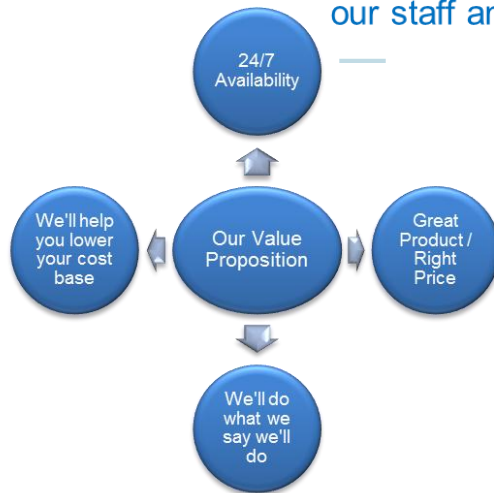 our staff an
24/7
Availability
We'll help
you lower
your cost
base
Our Value
Proposition
Great
Product /
Right
Price
We'll do
what we
say we'll
do